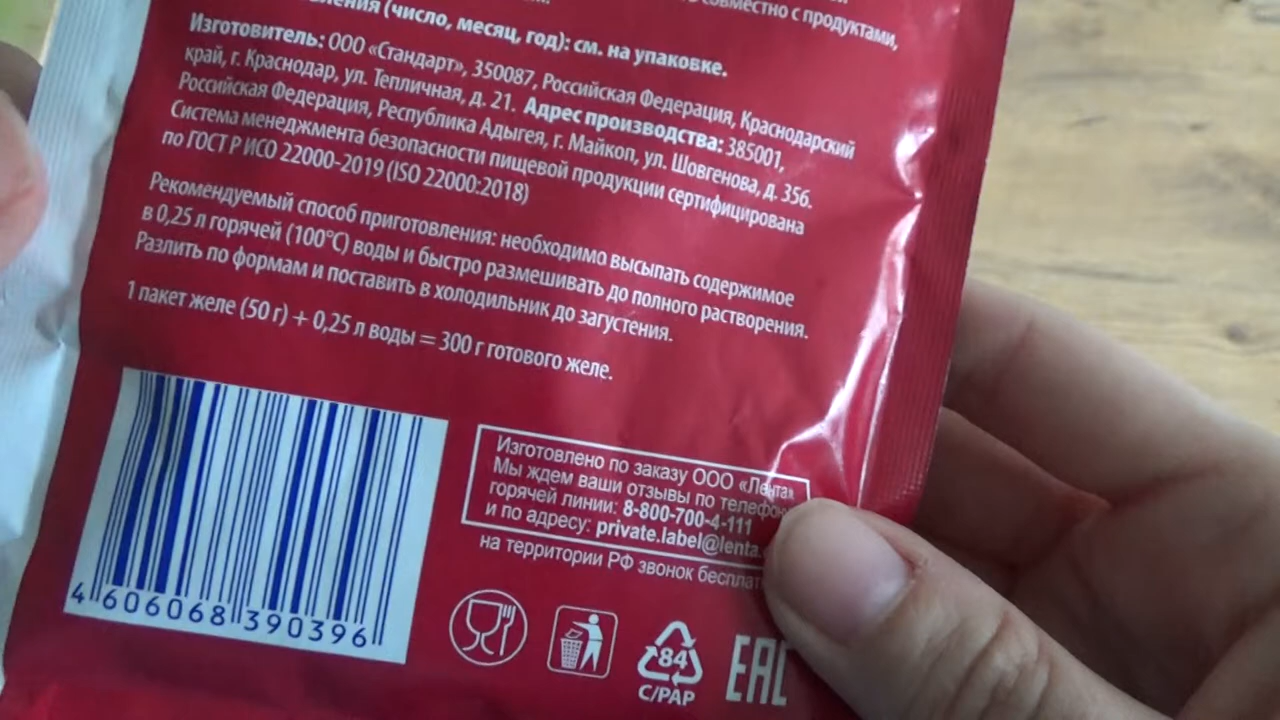 совместно с продуктами,
(число, месяц, год): см. на упаковке.
Изготовитель: ООО «Стандарт», 350087, Российская Федерация, Краснодарский
край, г. Краснодар, ул. Тепличная, д. 21. Адрес производства: 385001,
Российская Федерация, Республика Адыгея, г. Майкоп, ул. Шовгенова, д. 356.
Система менеджмента безопасности пищевой продукции сертифицирована
по ГОСТ Р ИСО 22000-2019 (ISO 22000:2018)
Рекомендуемый способ приготовления: необходимо высыпать содержимое
в 0,25 л горячей (100°С) воды и быстро размешивать до полного растворения.
Разлить по формам и поставить в холодильник до загустения.
1 пакет желе (50 г) + 0,25 л воды = 300 г готового желе.
4 606068 390396
Изготовлено по заказу ООО «Лента»
Мы ждем ваши отзывы по телефону
горячей линии: 8-800-700-4-111
и по адресу: private.label@lenta.
на территории РФ звонок бесплат
84
C/PAP
EAC